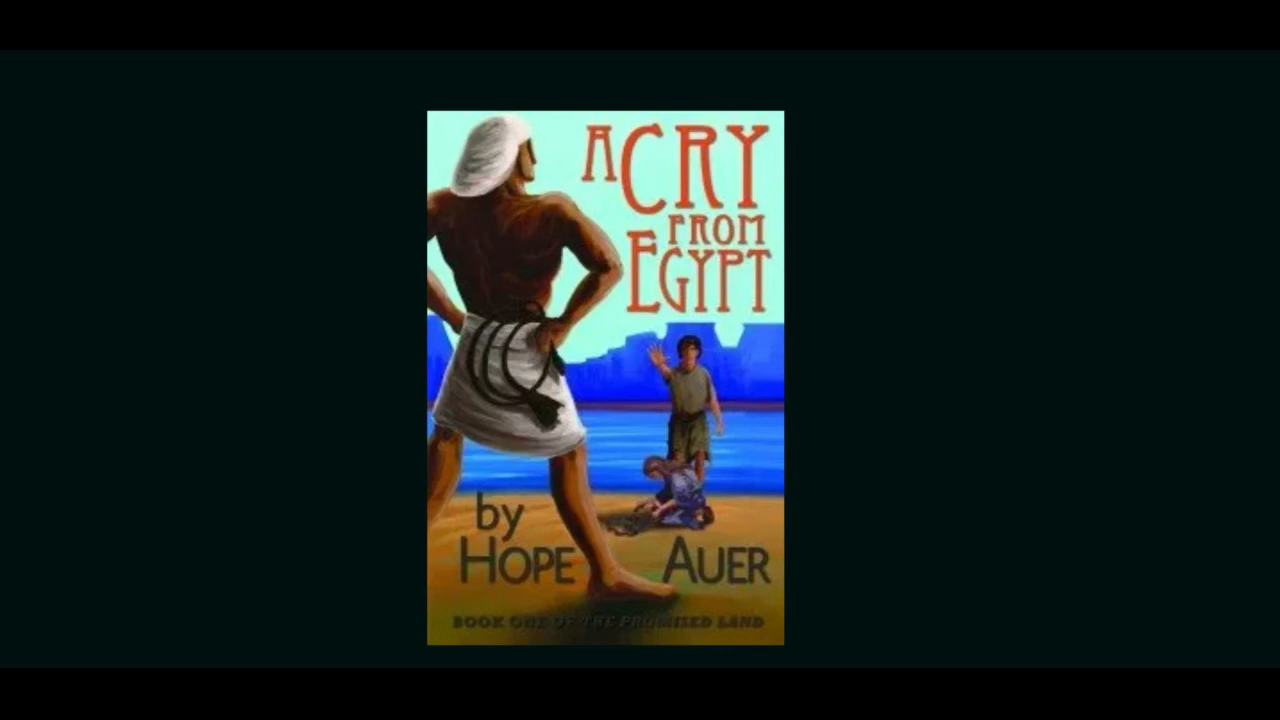 A CRY
FROM
EGYPT
by
HOPE AUER
BOOK ONE OF THE PROMISED LAND